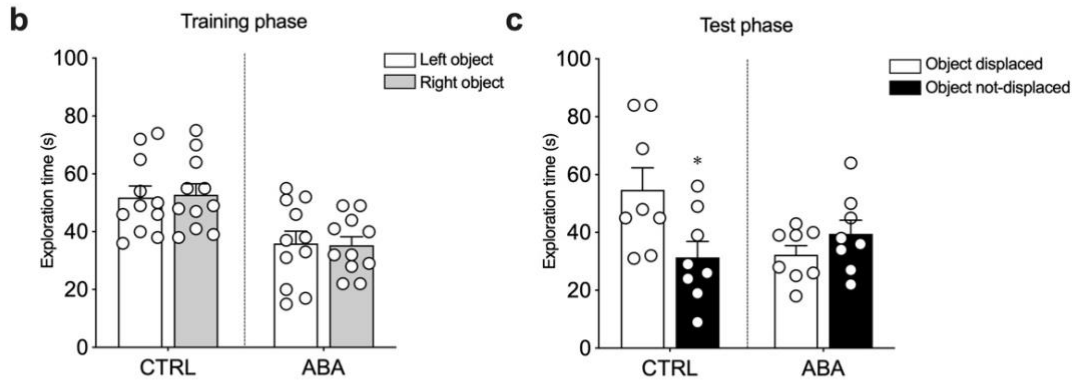 b
Training phase
Left object
Right object
Exploration time (s)
100
80
60
40
20
0
CTRL
ABA
c
Test phase
Object displaced
Object not-displaced
Exploration time (s)
100
80
60
40
20
0
*
CTRL
ABA